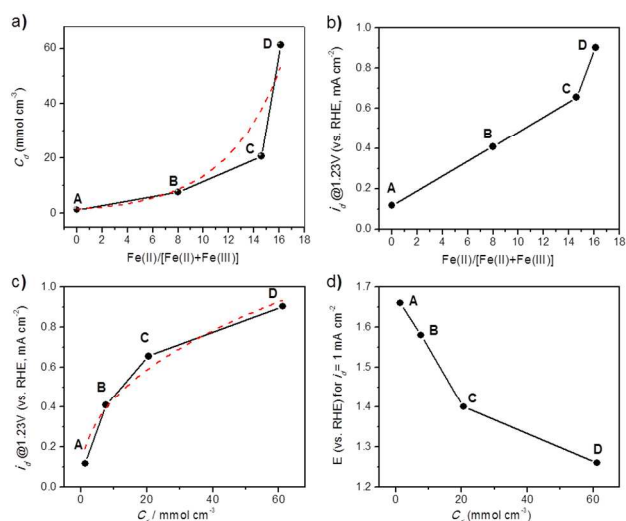 a)
D
60
40
20
0
C
B
A
C_d (mmol cm⁻³)
0 2 4 6 8 10 12 14 16 18
Fe(II)/[Fe(II)+Fe(III)]
b)
1.0
0.8
0.6
0.4
0.2
0.0
D
C
B
A
i_d @1.23V (vs. RHE, mA cm⁻²)
0 2 4 6 8 10 12 14 16 18
Fe(II)/[Fe(II)+Fe(III)]
c)
1.0
0.8
0.6
0.4
0.2
0.0
D
C
B
A
i_d @1.23V (vs. RHE, mA cm⁻²)
0 20 40 60
/ mmol cm⁻³
d)
1.7
1.6
1.5
1.4
1.3
1.2
A
B
C
D
E (vs. RHE) for i_d = 1 mA cm⁻²
0 20 40 60
(mmol cm⁻³)